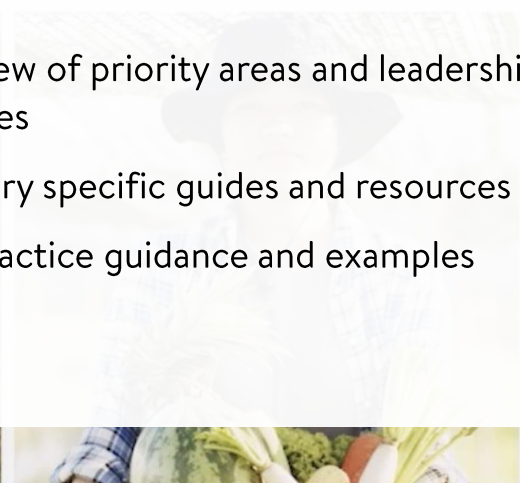 ew of priority areas and leadershi
es
ry specific guides and resources
actice guidance and examples